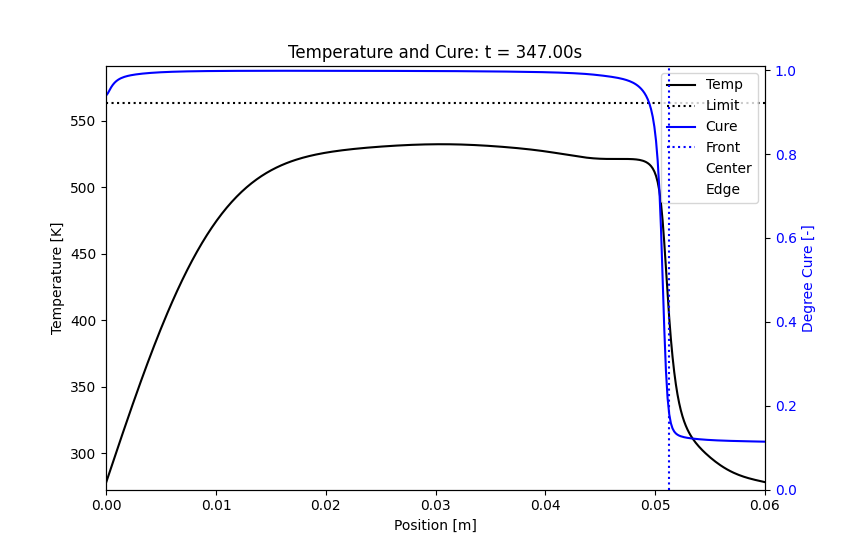 Temperature and Cure: t = 347.00s
Temperature [K]
550
500
450
400
350
300
0.00 0.01 0.02 0.03 0.04 0.05 0.06
Position [m]
1.0
0.8
0.6
0.4
0.2
0.0
Degree Cure [-]
Temp
Limit
Cure
Front
Center
Edge